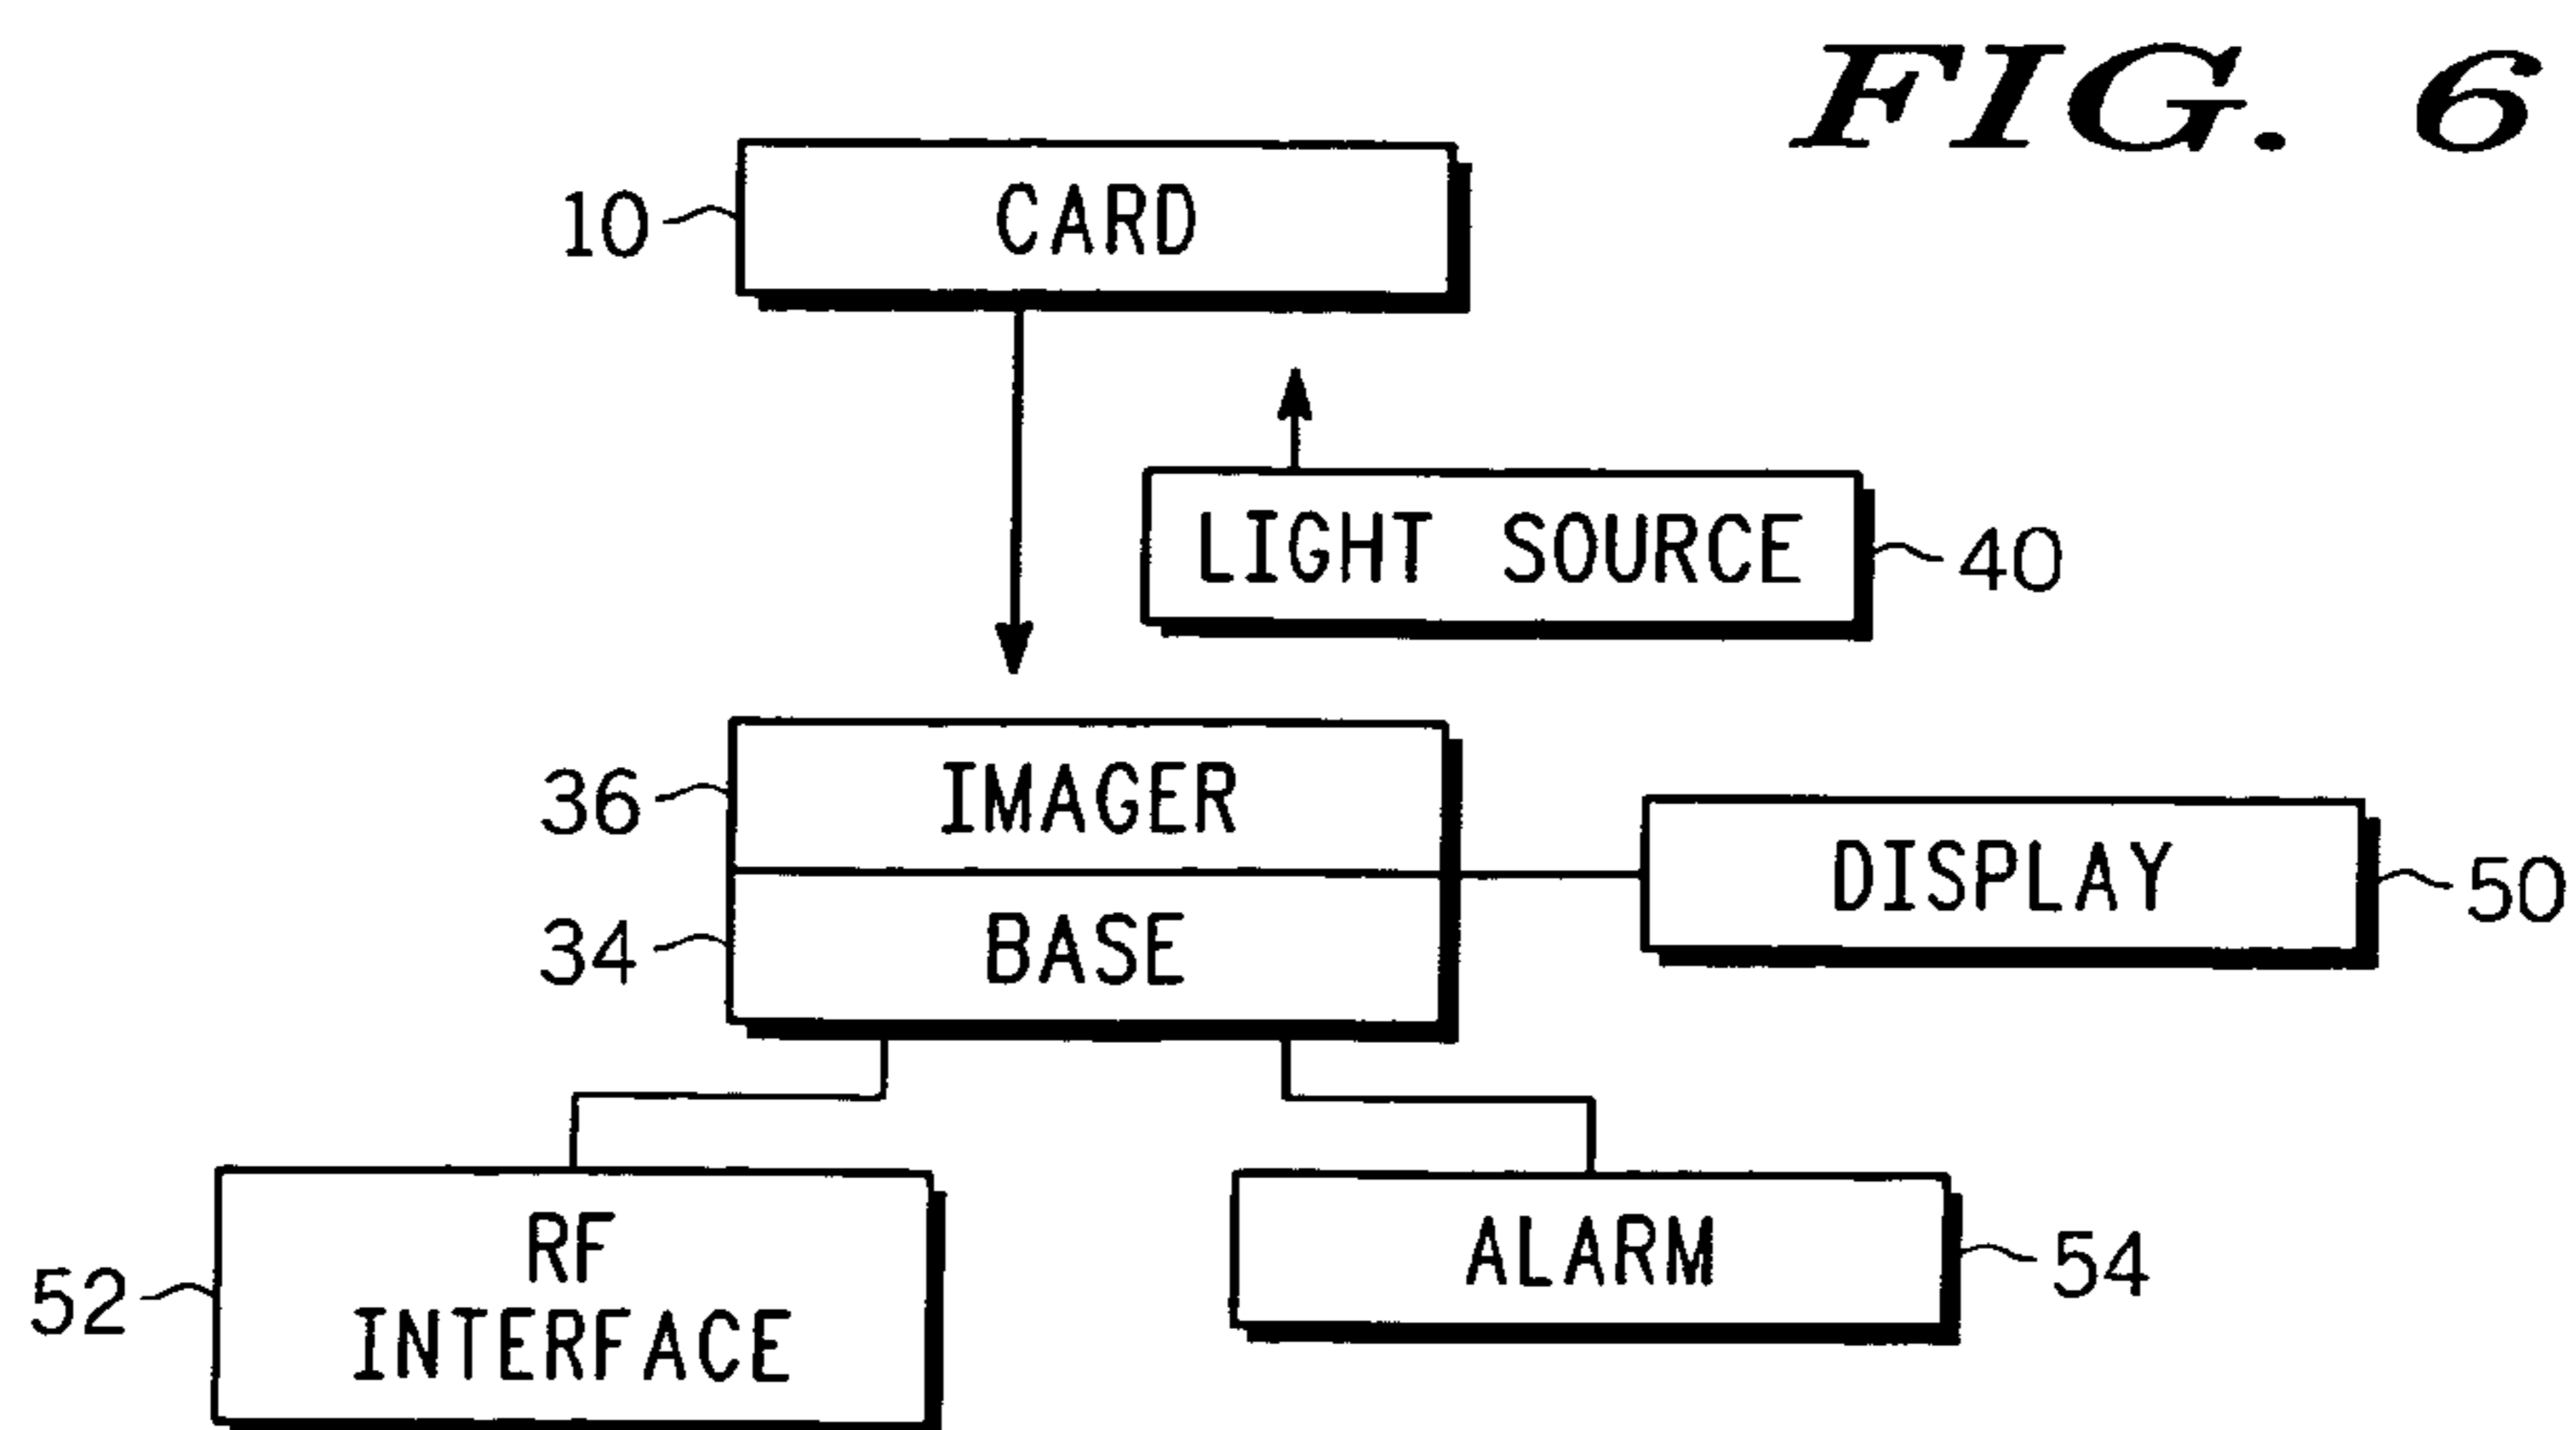 FIG. 6
10 CARD
LIGHT SOURCE 40
36 IMAGER
DISPLAY 50
34 BASE
RF
52 INTERFACE
ALARM 54